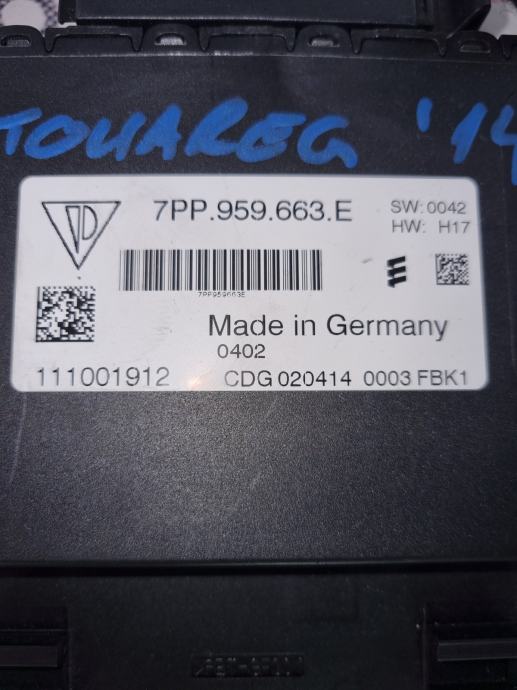 TOUAREG '14
7PP.959.663.E
SW: 0042
HW: H17
7PP959663E
Made in Germany
0402
111001912
CDG 020414 0003 FBK1